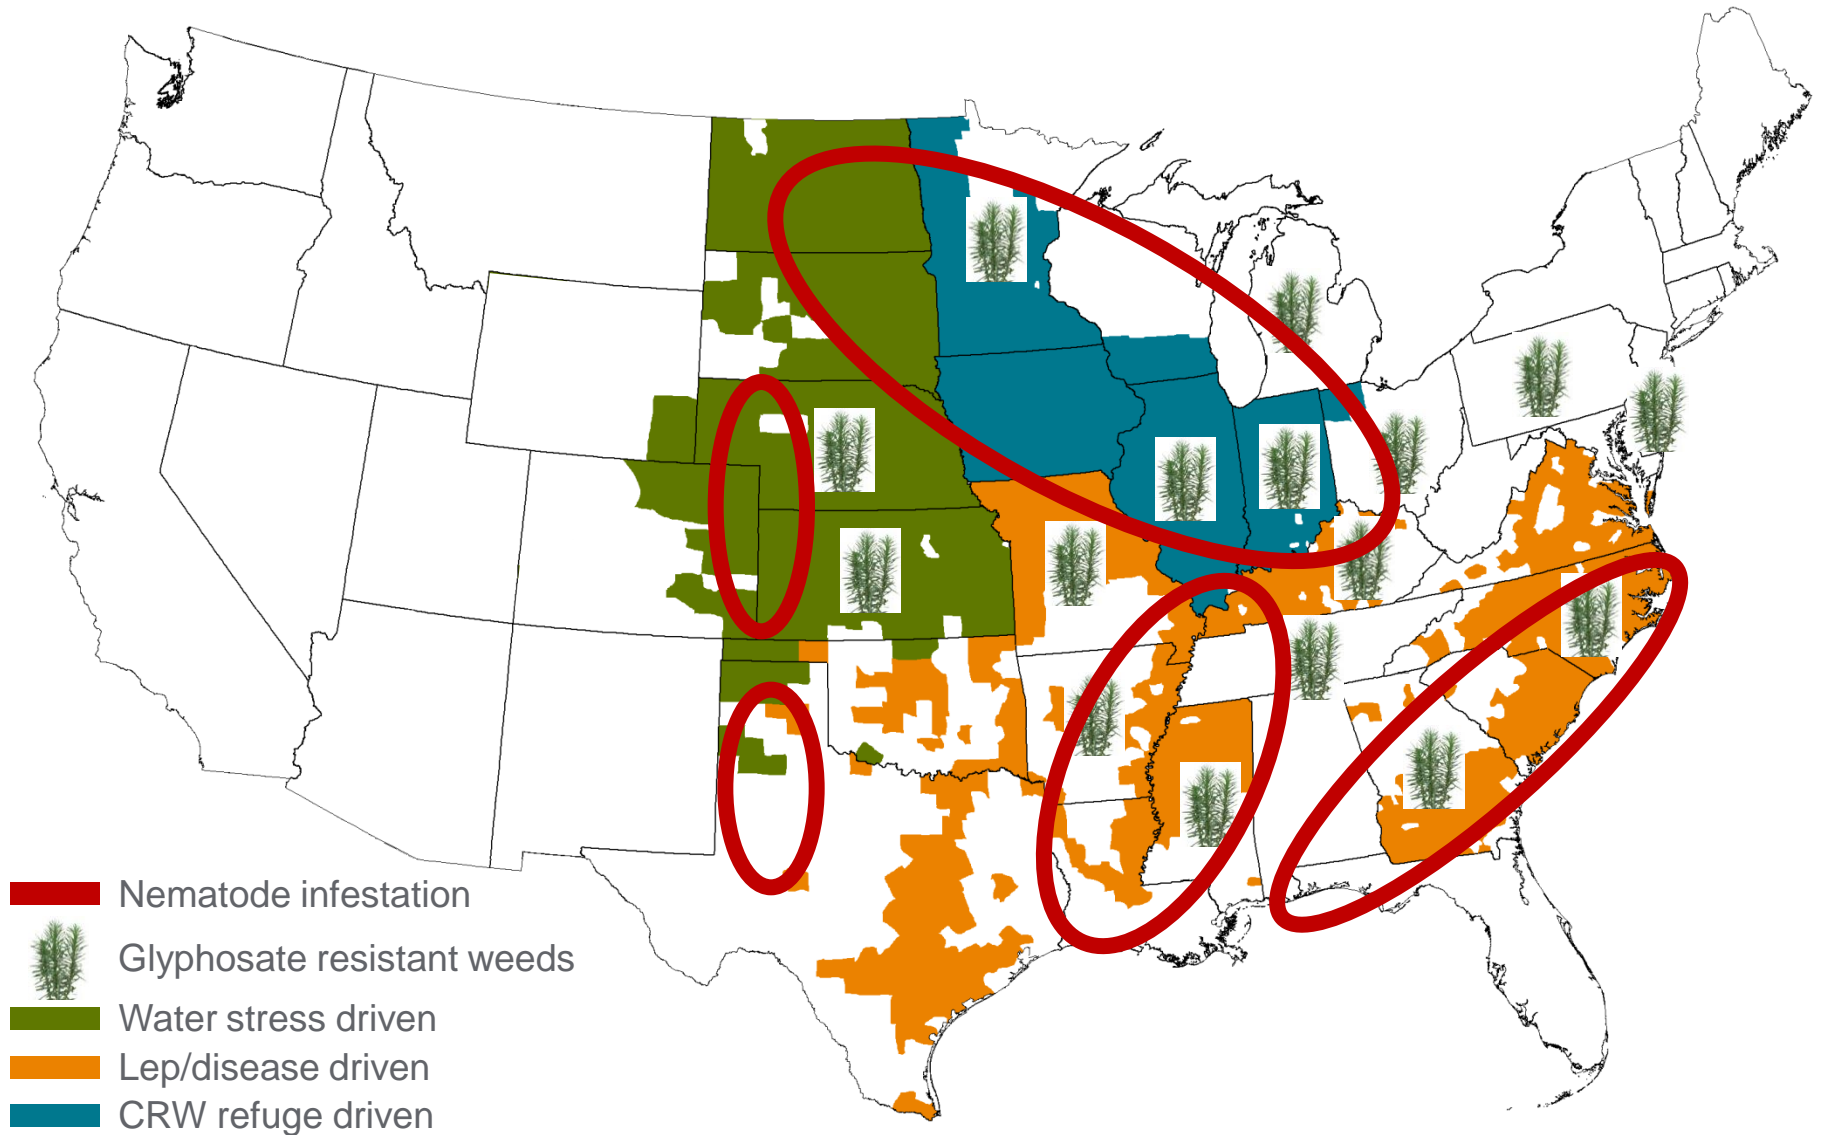 Nematode infestation
Glyphosate resistant weeds
Water stress driven
Lep/disease driven
CRW refuge driven